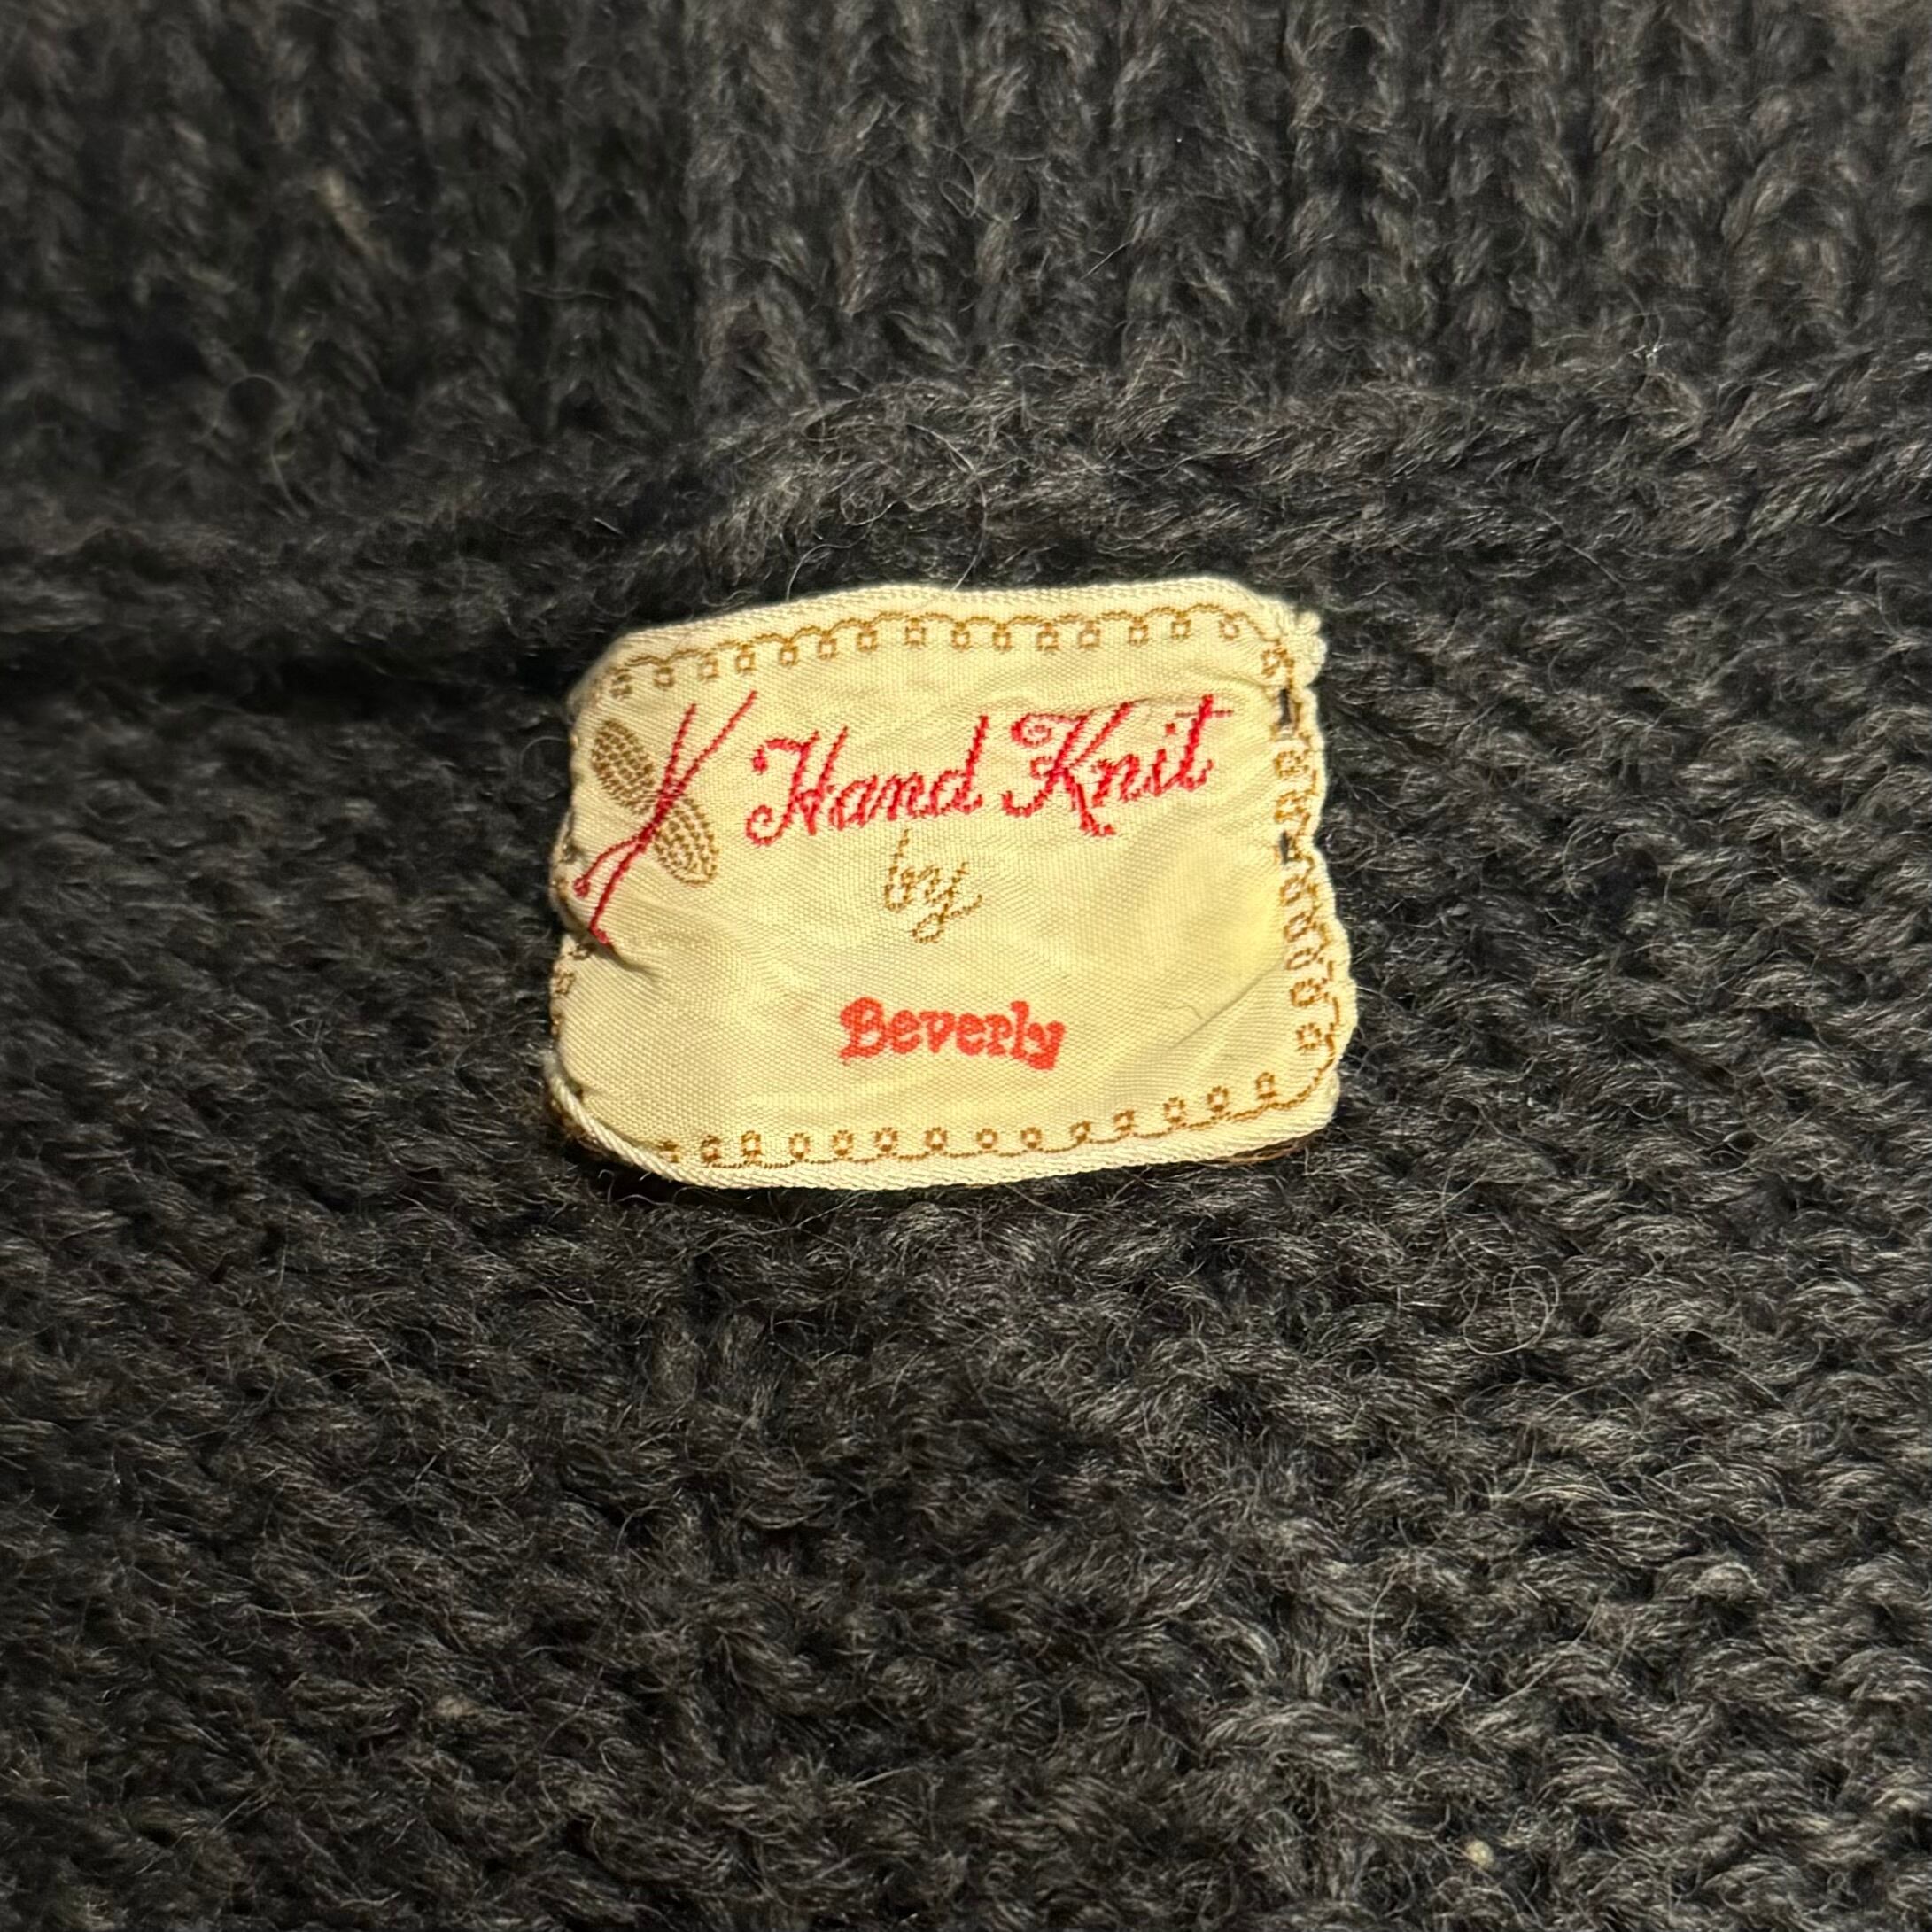 Hand Knit
by
Beverly